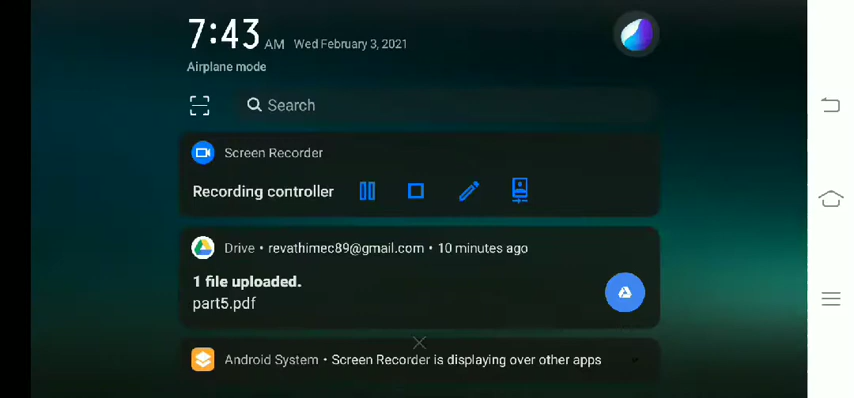 7:43 AM Wed February 3, 2021
Airplane mode
Search
Screen Recorder
Recording controller
Drive • revathimec89@gmail.com • 10 minutes ago
1 file uploaded.
part5.pdf
Android System • Screen Recorder is displaying over other apps